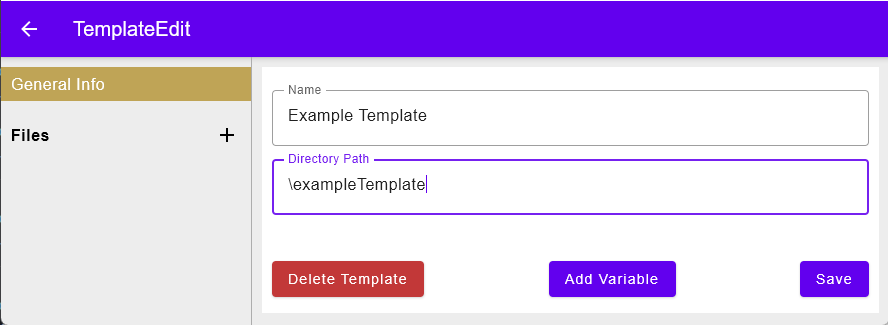 TemplateEdit
General Info
Files
Name
Example Template
Directory Path
\exampleTemplate
Delete Template
Add Variable
Save